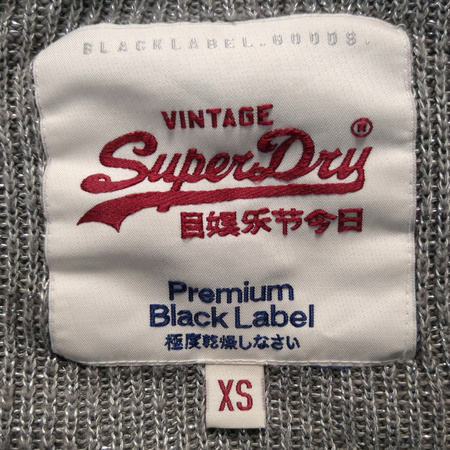 BLACKLABEL.GOODS.
VINTAGE
SuperDry®
目娱乐节今日
Premium
Black Label
極度乾燥しなさい
XS